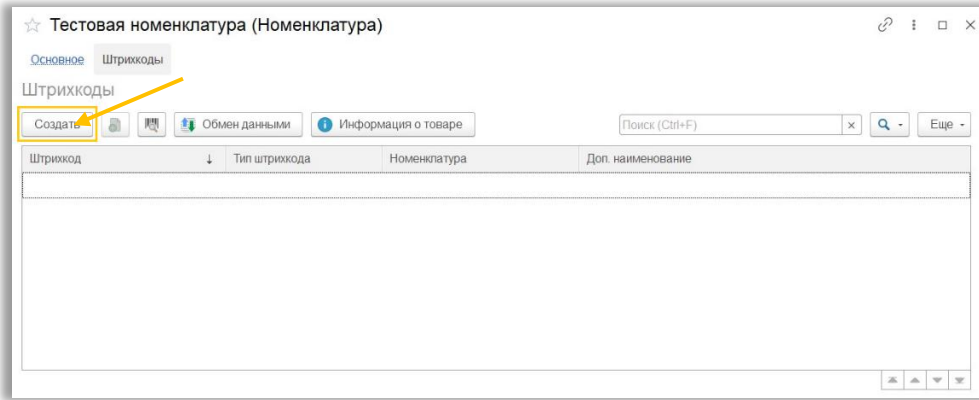 Тестовая номенклатура (Номенклатура)
Основное Штрихкоды
Штрихкоды
Создать Обмен данными Информация о товаре Поиск (Ctrl+F) Еще
Штрихкод Тип штрихкода Номенклатура Доп. наименование